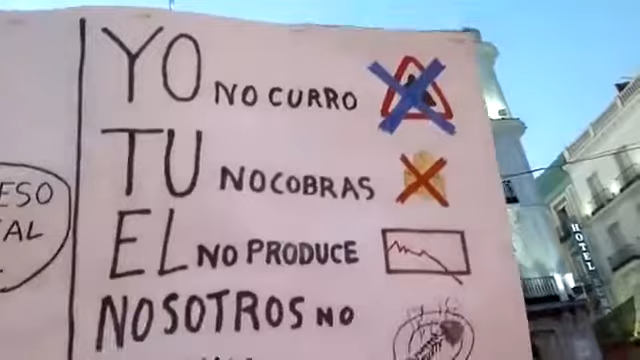 YO NO CURRO
TU NO COBRAS
EL NO PRODUCE
NOSOTROS NO
ESO
AL
HOTEL